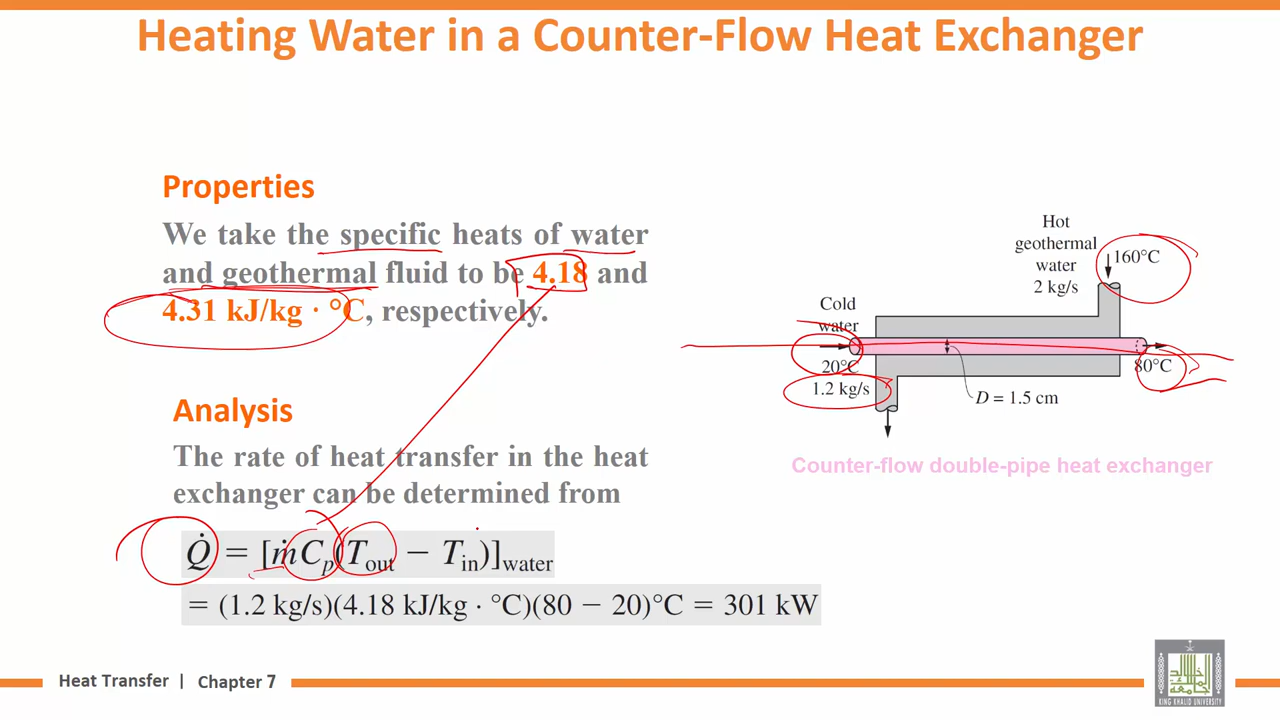 Heating Water in a Counter-Flow Heat Exchanger
Properties
We take the specific heats of water
and geothermal fluid to be 4.18 and
4.31 kJ/kg · °C, respectively.
Analysis
The rate of heat transfer in the heat
exchanger can be determined from
Q̇ = [ṁCp(Tout − Tin)]water
= (1.2 kg/s)(4.18 kJ/kg · °C)(80 − 20)°C = 301 kW
Hot
geothermal
water
2 kg/s
160°C
Cold
water
20°C
1.2 kg/s
80°C
D = 1.5 cm
Counter-flow double-pipe heat exchanger
Heat Transfer | Chapter 7
KING KHALID UNIVERSITY